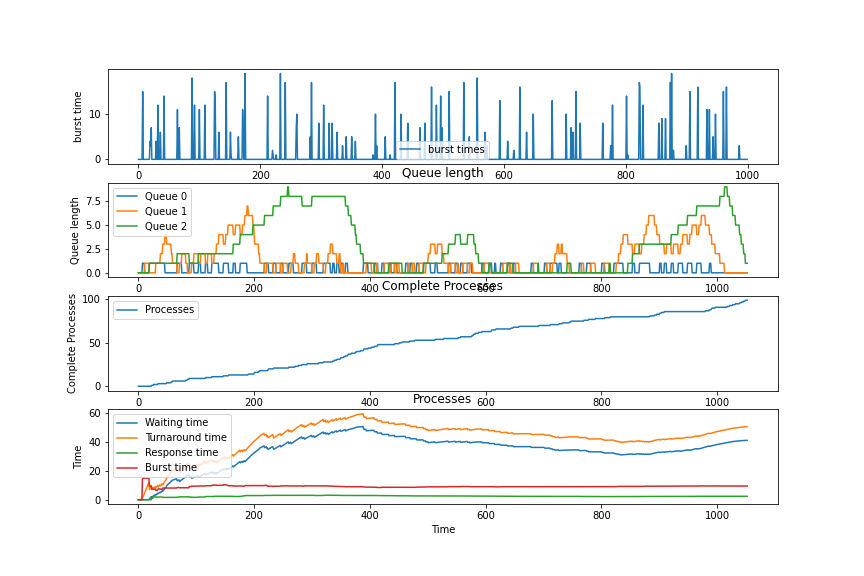 10
0
burst time
burst times
0 200 400 600 800 1000
Queue length
7.5
5.0
2.5
0.0
Queue length
Queue 0
Queue 1
Queue 2
0 200 400 600 800 1000
Complete Processes
100
50
0
Complete Processes
Processes
0 200 400 600 800 1000
Processes
60
40
20
0
Time
Waiting time
Turnaround time
Response time
Burst time
0 200 400 600 800 1000
Time